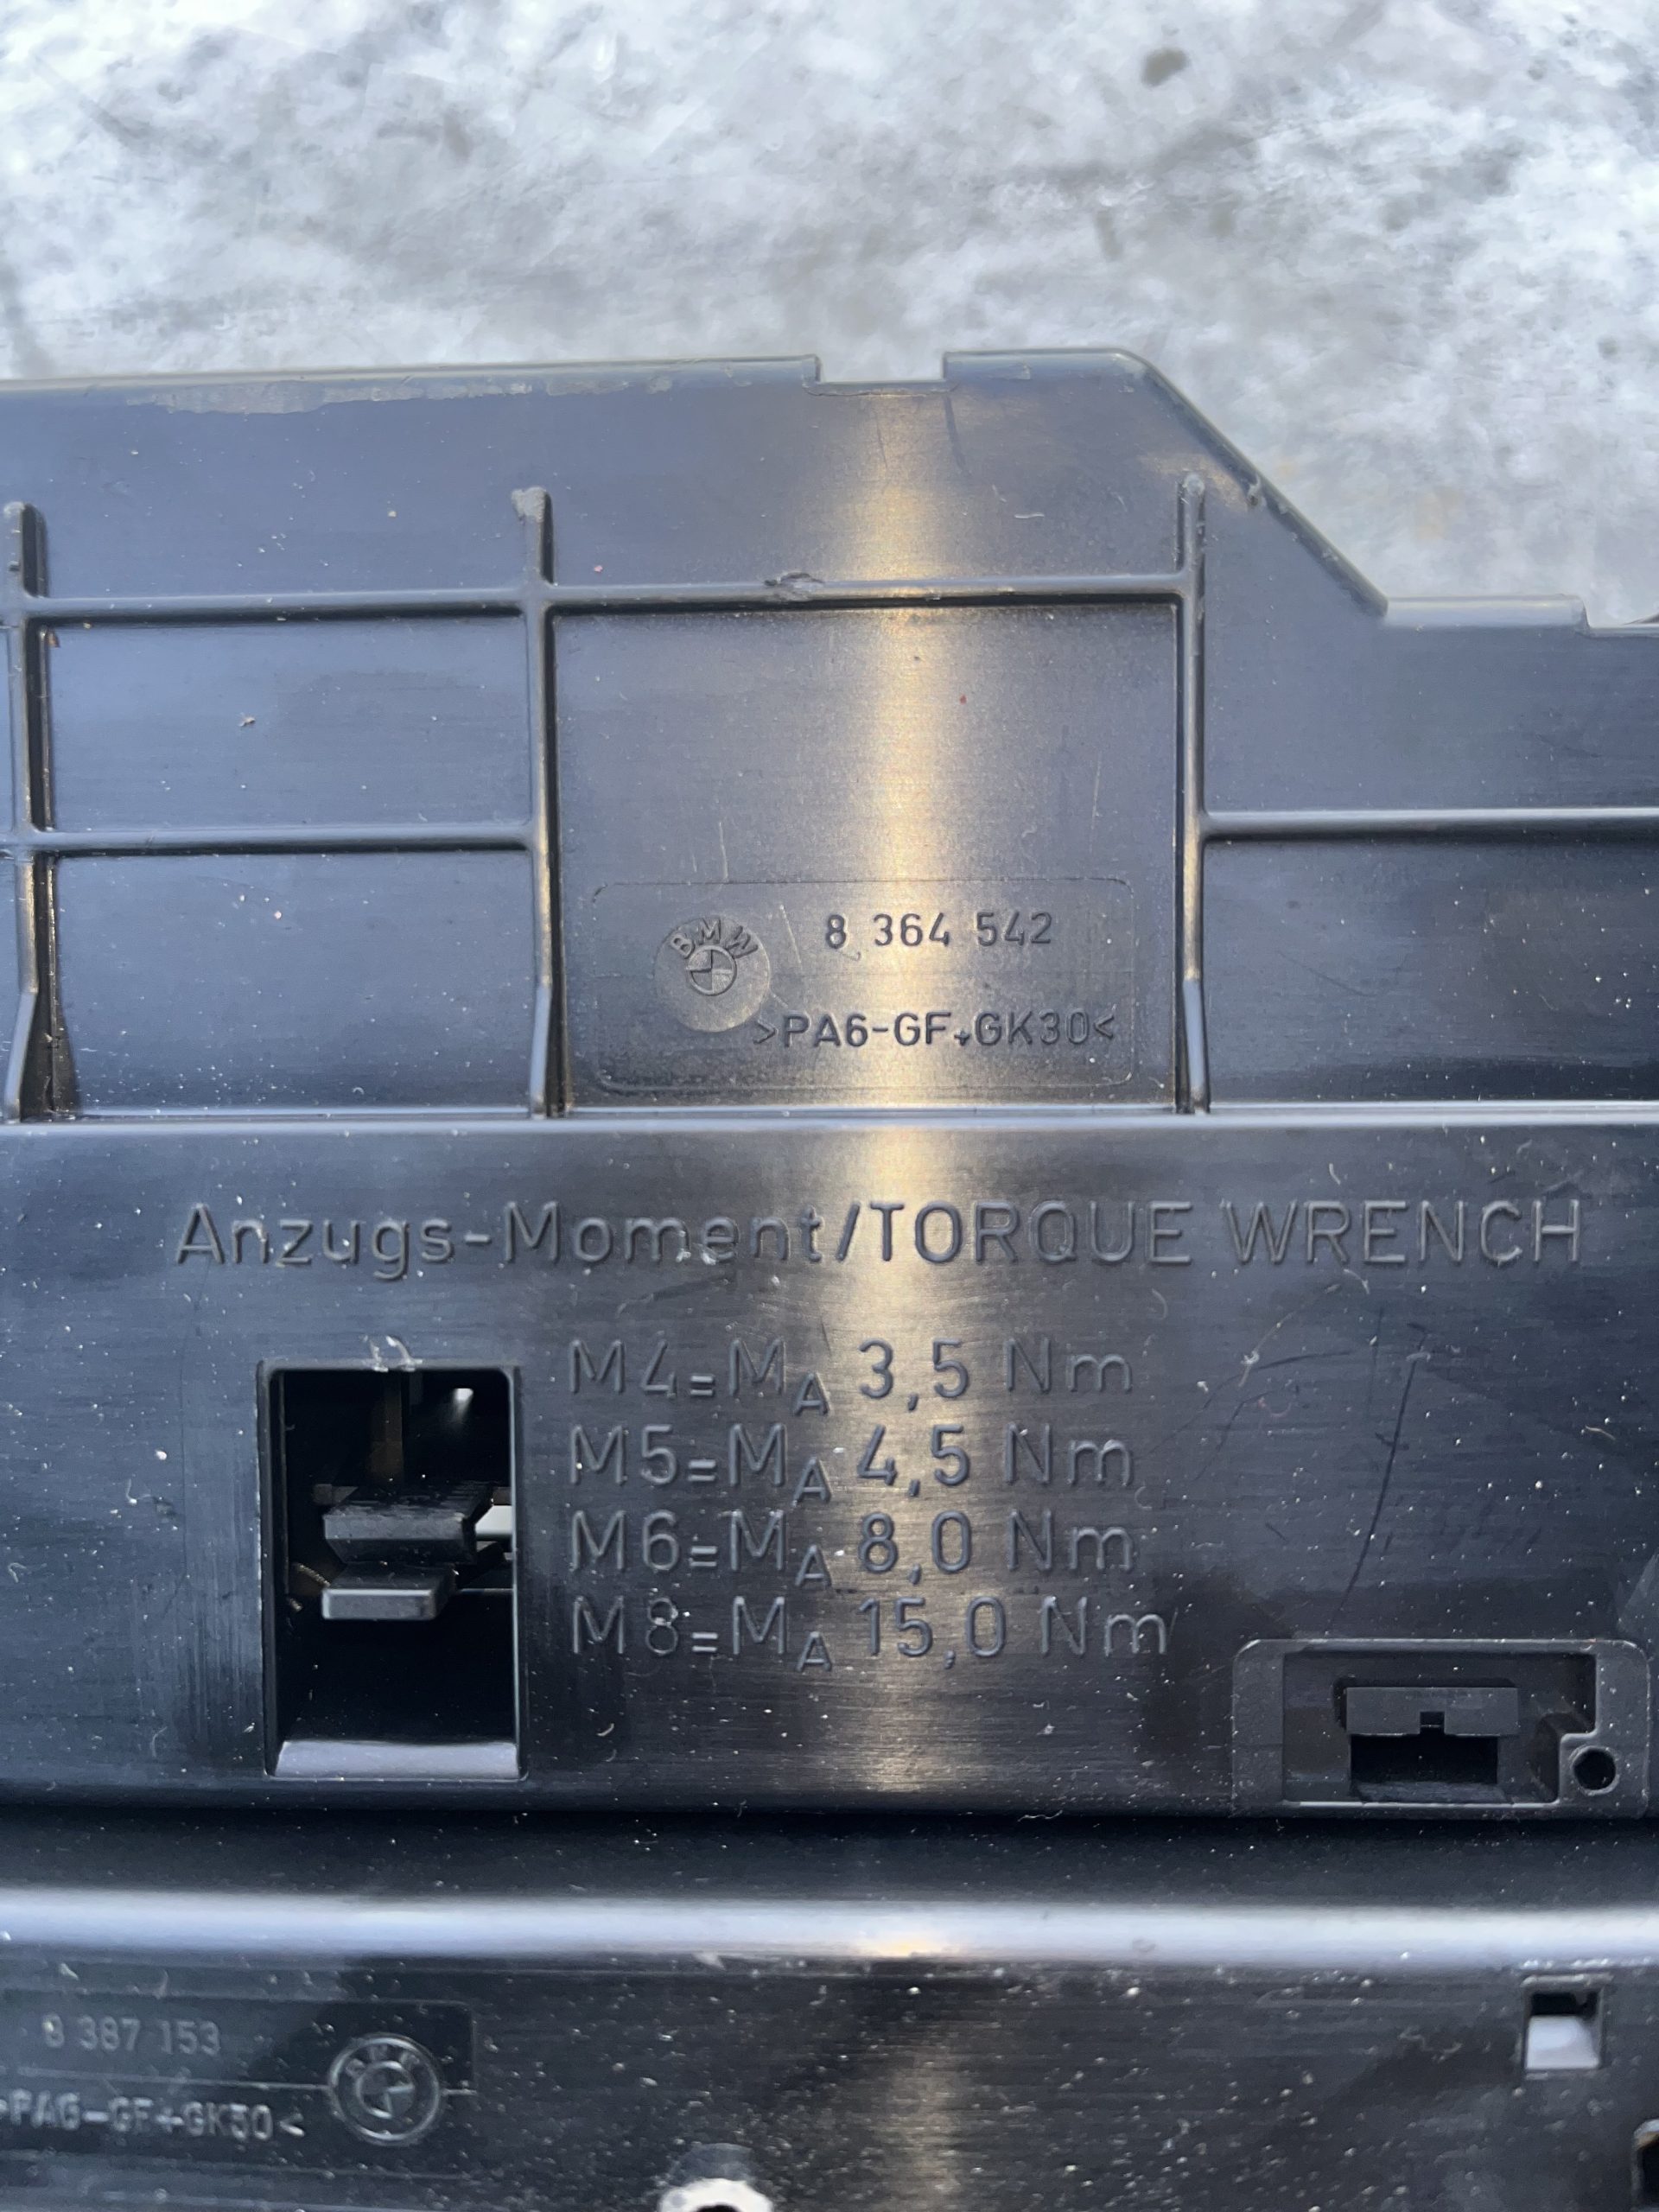 BMW
8 364 542
>PA6-GF+GK30<
Anzugs-Moment/TORQUE WRENCH
M4=MA 3,5 Nm
M5=MA 4,5 Nm
M6=MA 8,0 Nm
M8=MA 15,0 Nm
8 387 153
>PA6-GF+GK30<
BMW